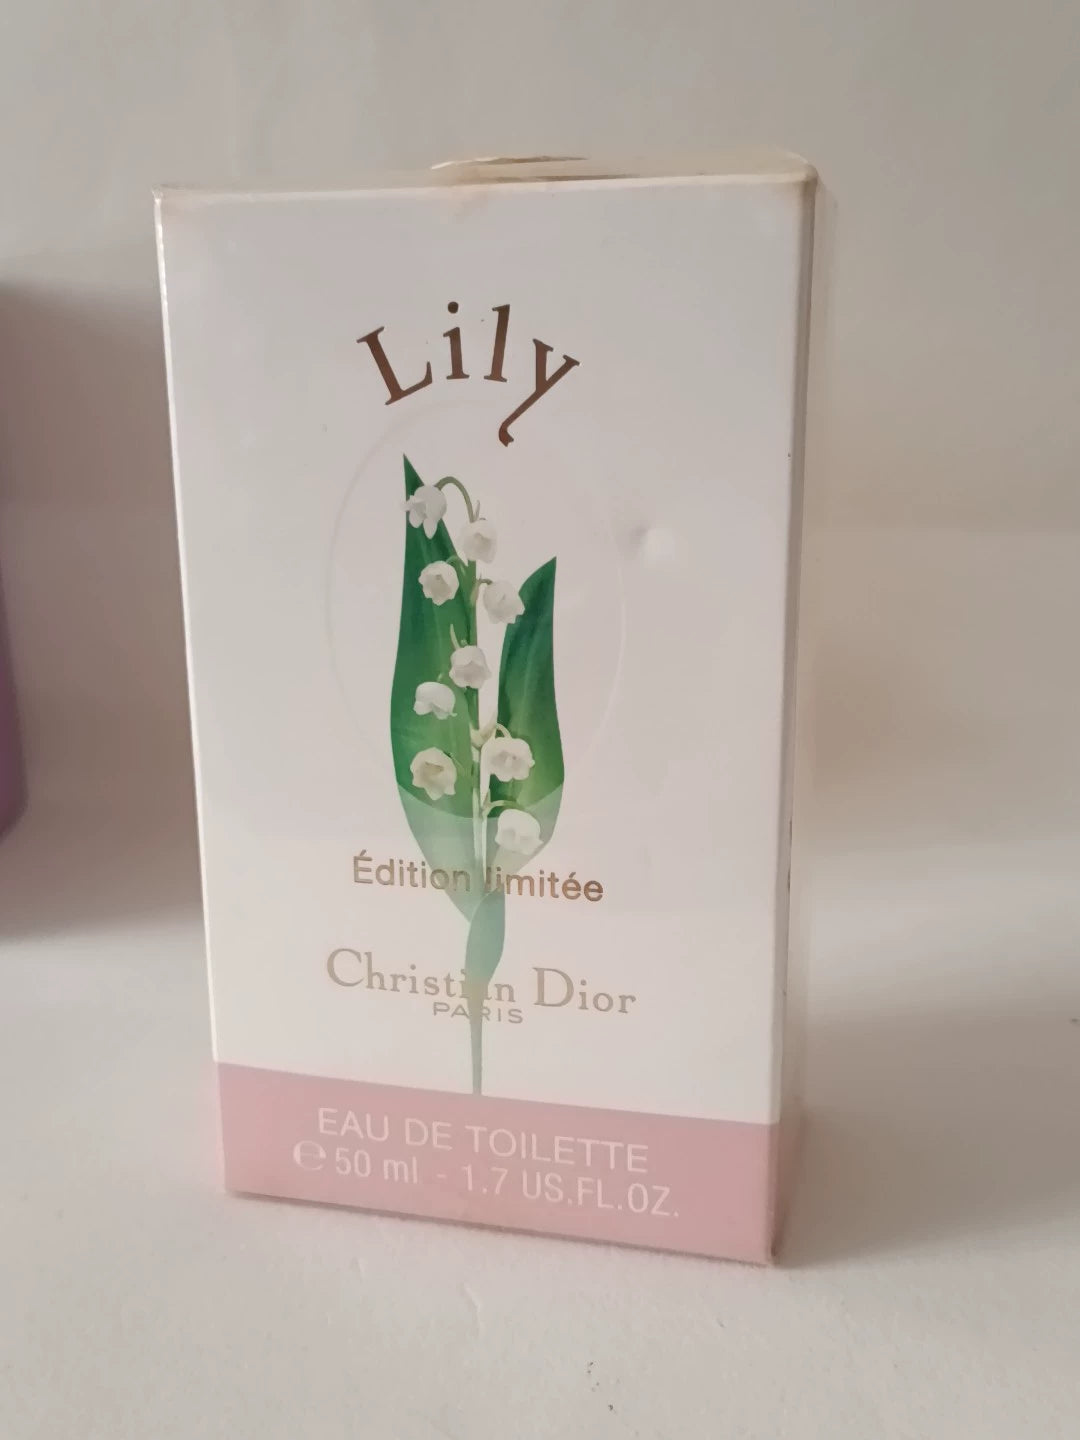 Lily
Édition limitée
Christian Dior
PARIS
EAU DE TOILETTE
℮ 50 ml - 1.7 US.FL.OZ.